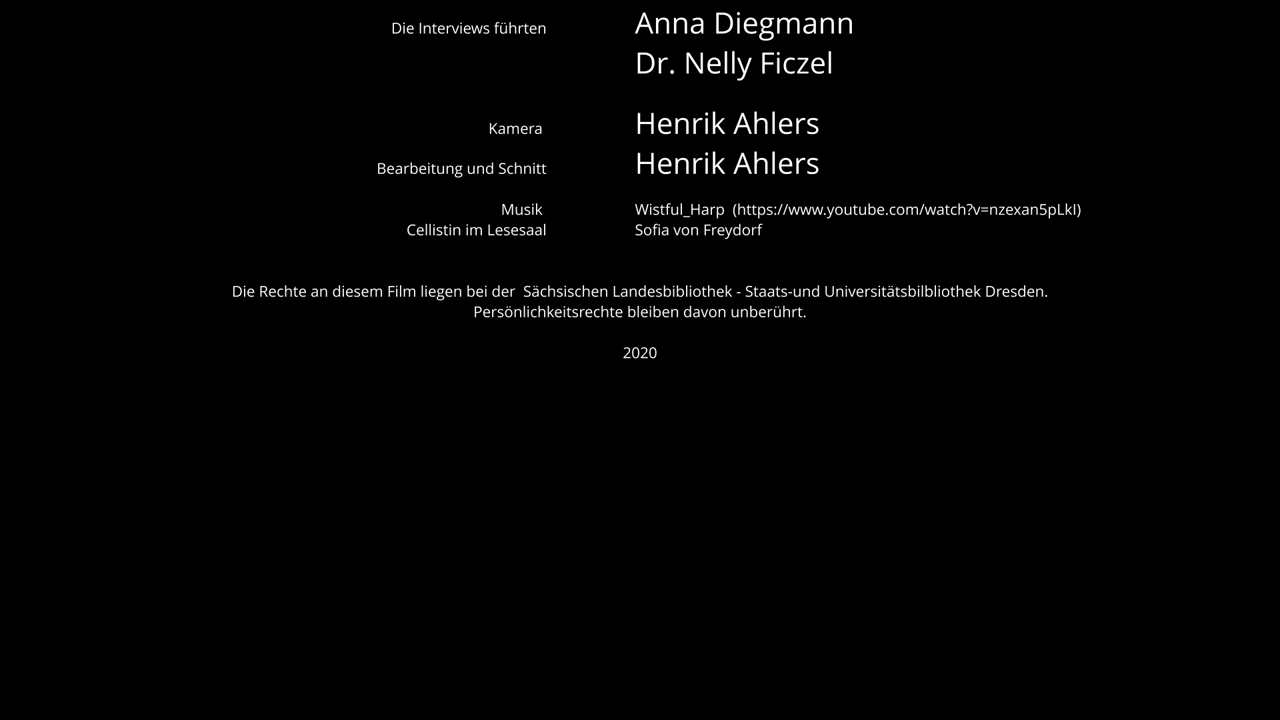 Die Interviews führten Anna Diegmann
Dr. Nelly Ficzel
Kamera Henrik Ahlers
Bearbeitung und Schnitt Henrik Ahlers
Musik Wistful_Harp (https://www.youtube.com/watch?v=nzexan5pLkI)
Cellistin im Lesesaal Sofia von Freydorf
Die Rechte an diesem Film liegen bei der Sächsischen Landesbibliothek - Staats-und Universitätsbilbliothek Dresden.
Persönlichkeitsrechte bleiben davon unberührt.
2020